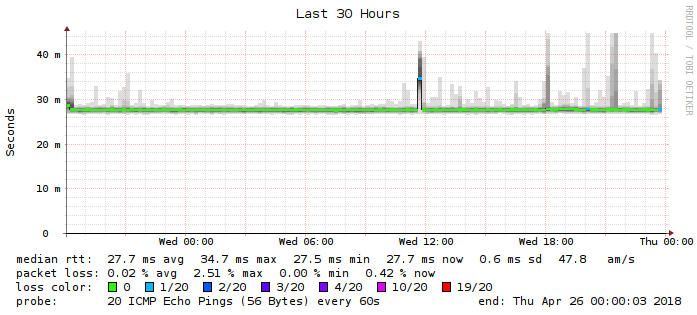 Last 30 Hours
RRDTOOL / TOBI OETIKER
Seconds
40 m
30 m
20 m
10 m
0
Wed 00:00 Wed 06:00 Wed 12:00 Wed 18:00 Thu 00:00
median rtt: 27.7 ms avg 34.7 ms max 27.5 ms min 27.7 ms now 0.6 ms sd 47.8 am/s
packet loss: 0.02 % avg 2.51 % max 0.00 % min 0.42 % now
loss color: 0 1/20 2/20 3/20 4/20 10/20 19/20
probe: 20 ICMP Echo Pings (56 Bytes) every 60s end: Thu Apr 26 00:00:03 2018